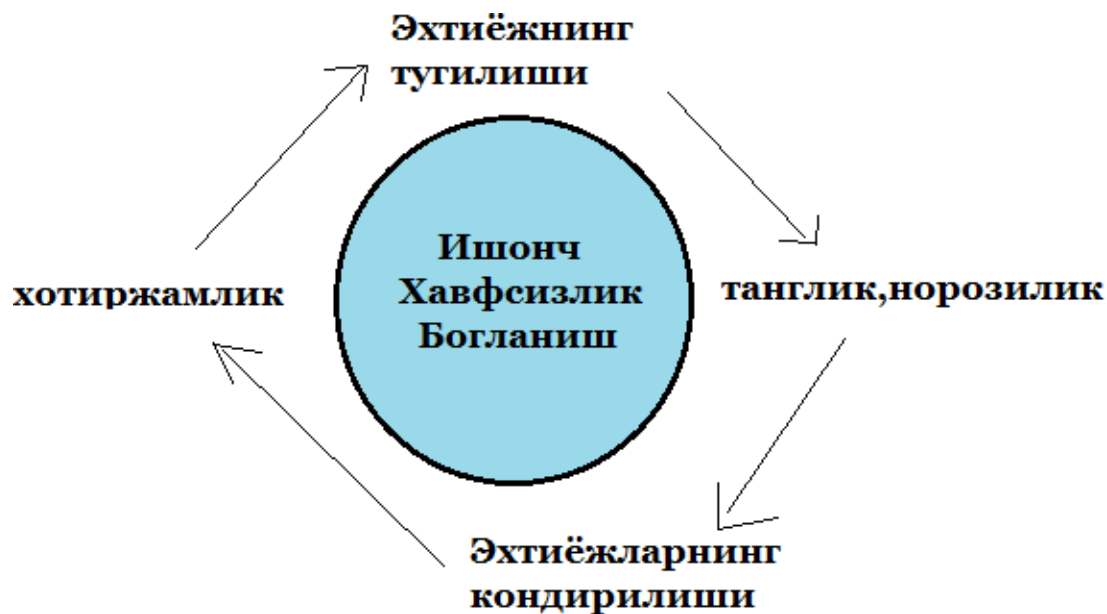 Эхтиёжнинг
тугилиши
Ишонч
Хавфсизлик
Богланиш
хотиржамлик
танглик,норозилик
Эхтиёжларнинг
кондирилиши